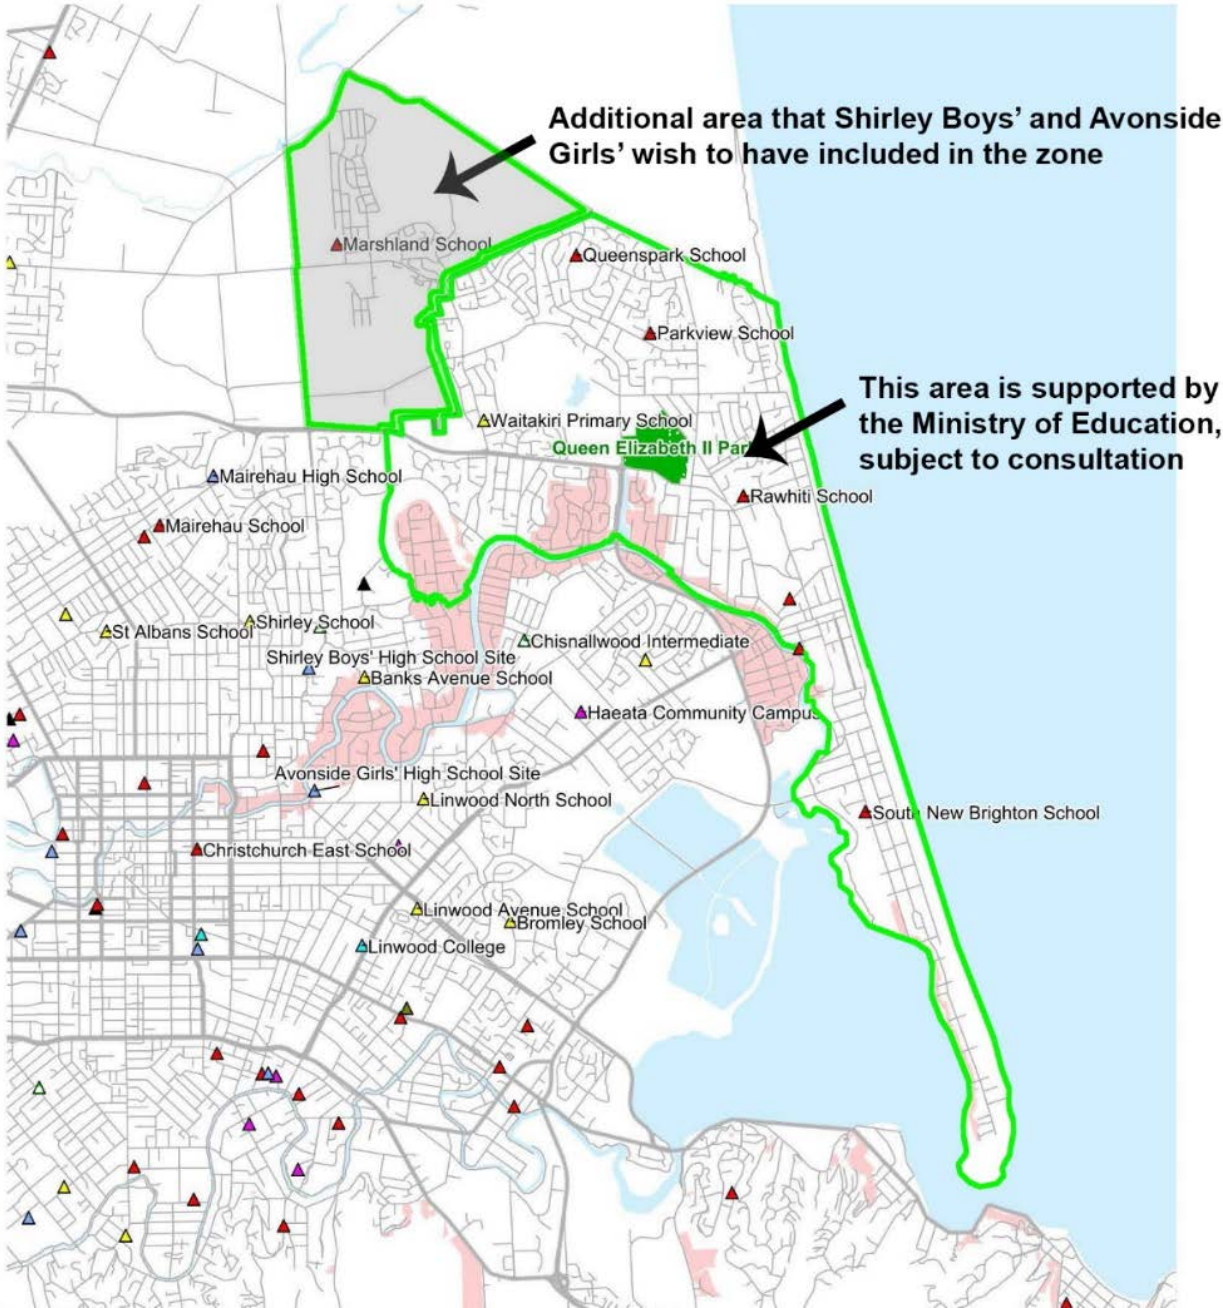 Additional area that Shirley Boys' and Avonside
Girls' wish to have included in the zone
Marshland School
Queenspark School
Parkview School
This area is supported by
the Ministry of Education,
subject to consultation
Waitakiri Primary School
Queen Elizabeth II Par
Mairehau High School
Rawhiti School
Mairehau School
Shirley School
St Albans School
Chisnallwood Intermediate
Shirley Boys' High School Site
Banks Avenue School
Haeata Community Campus
Avonside Girls' High School Site
Linwood North School
South New Brighton School
Christchurch East School
Linwood Avenue School
Bromley School
Linwood College